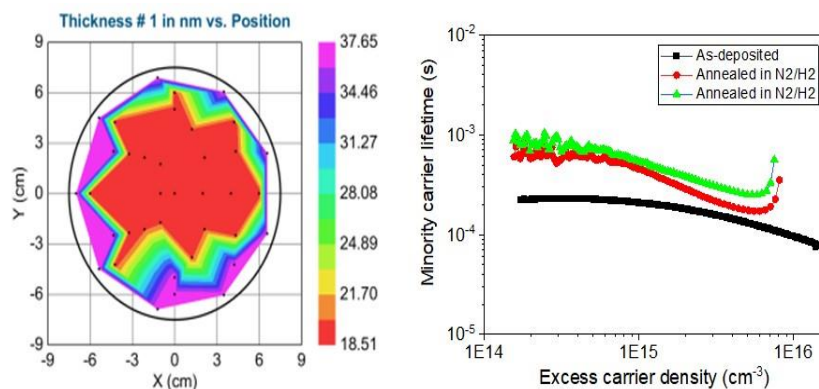 Thickness # 1 in nm vs. Position
9
6
3
0
-3
-6
-9
Y (cm)
-9 -6 -3 0 3 6 9
X (cm)
37.65
34.46
31.27
28.08
24.89
21.70
18.51
10⁻²
10⁻³
10⁻⁴
10⁻⁵
Minority carrier lifetime (s)
As-deposited
Annealed in N2/H2
Annealed in N2/H2
1E14 1E15 1E16
Excess carrier density (cm⁻³)